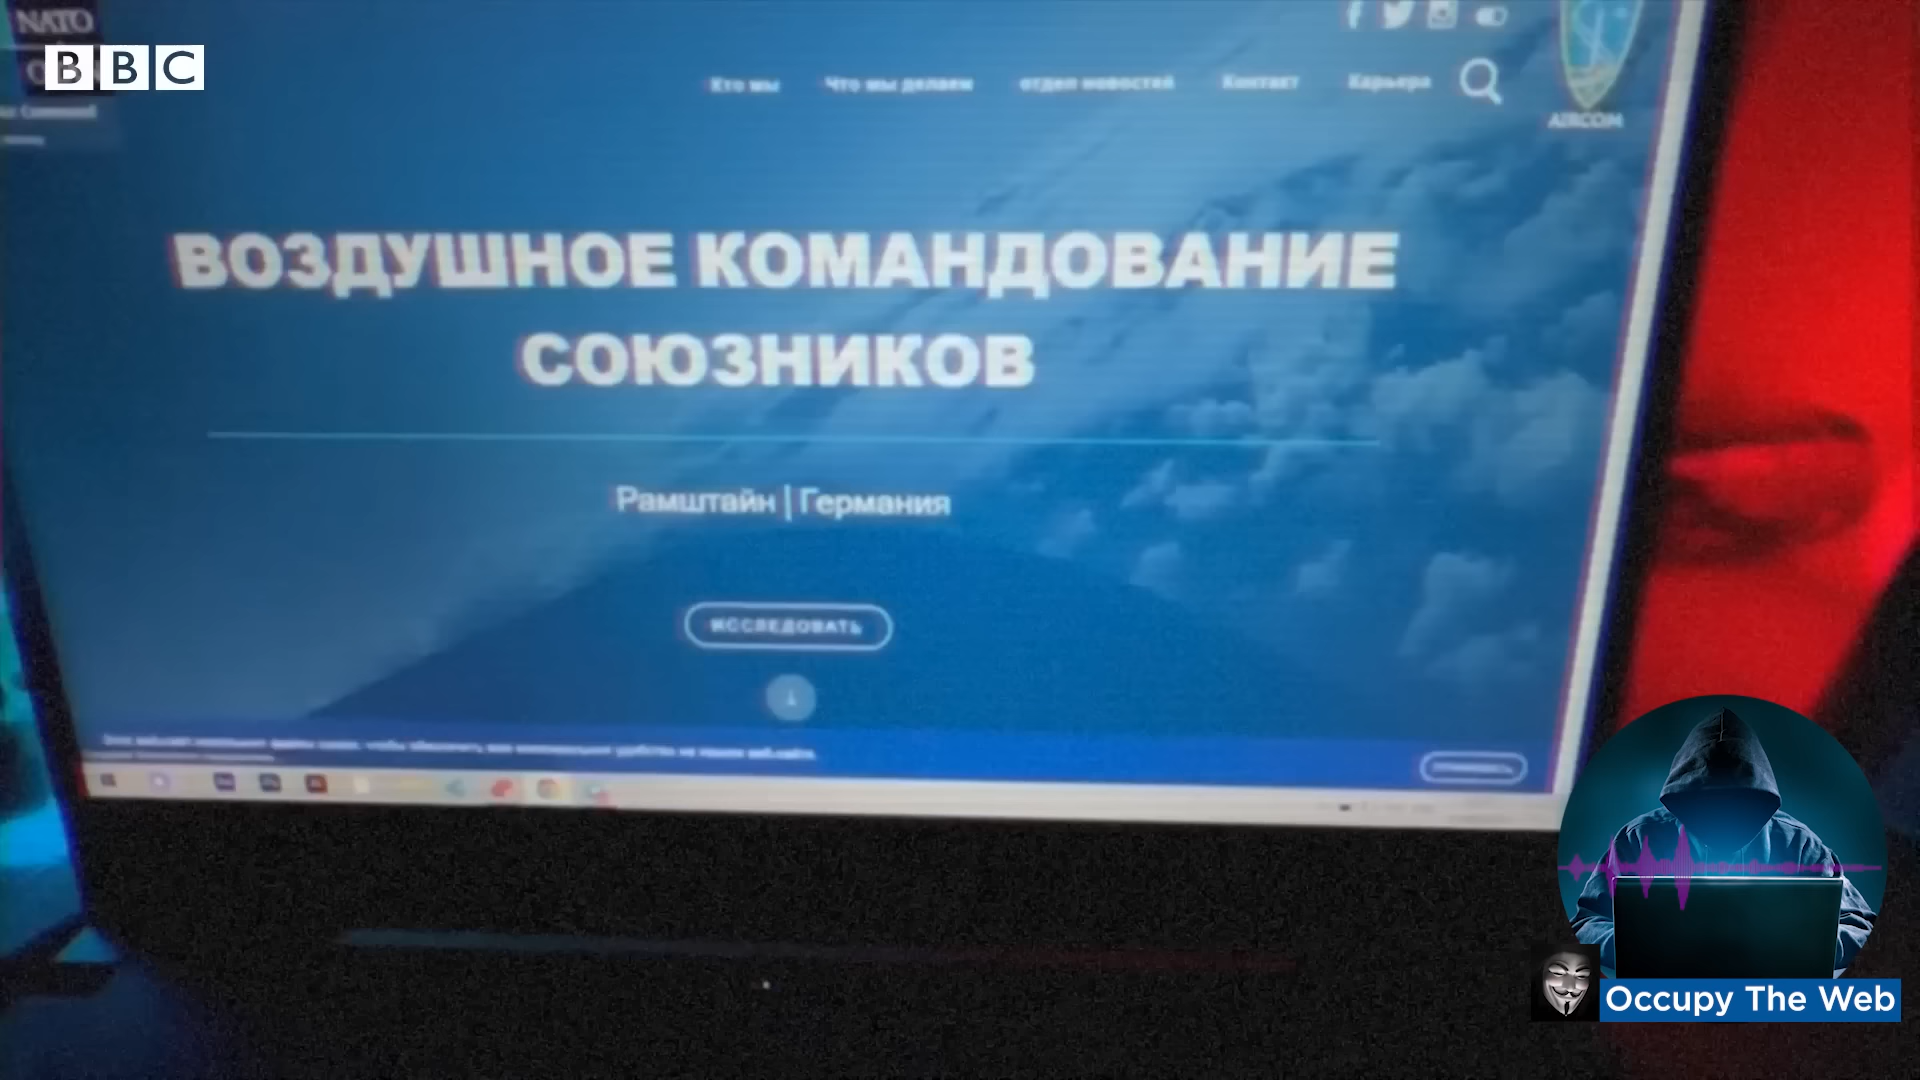 NATO
BBC
Кто мы Что мы делаем отдел новостей Контакт Карьера
AIRCOM
ВОЗДУШНОЕ КОМАНДОВАНИЕ
СОЮЗНИКОВ
Рамштайн | Германия
ИССЛЕДОВАТЬ
Occupy The Web